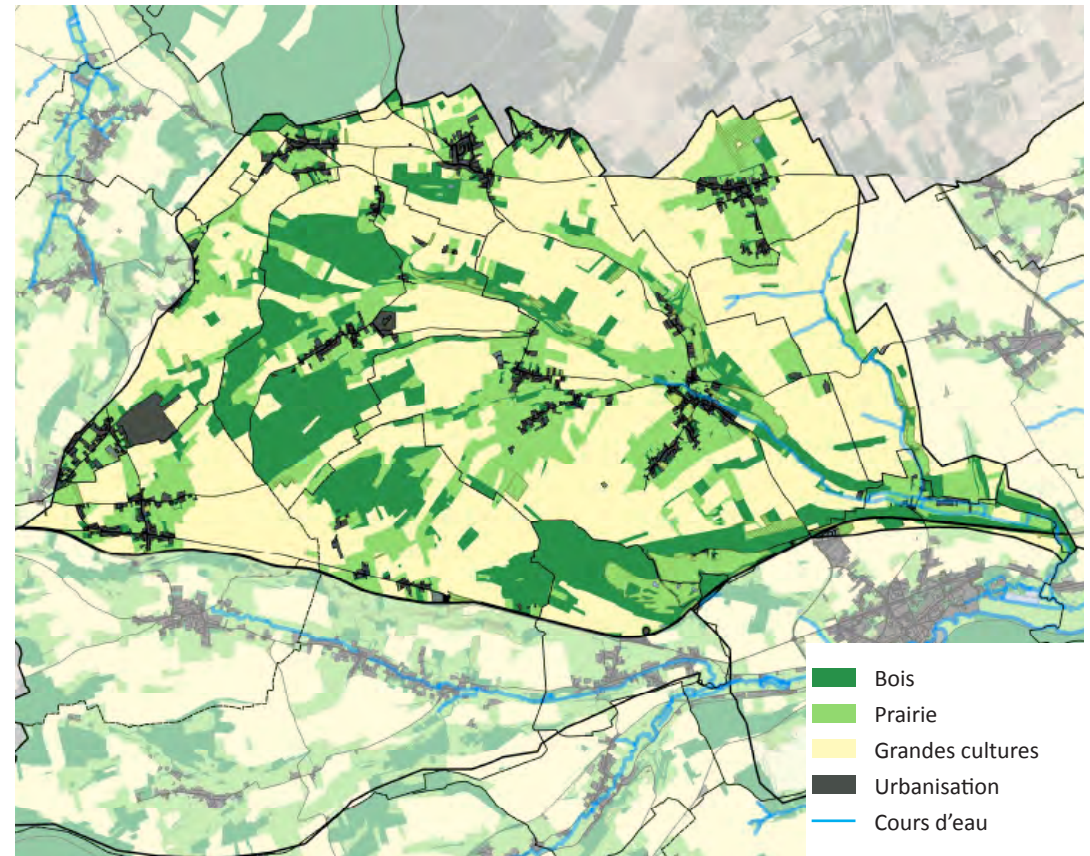 Bois
Prairie
Grandes cultures
Urbanisation
Cours d'eau